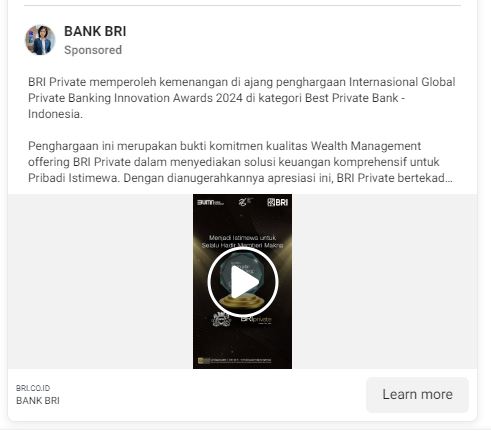 BANK BRI
Sponsored
BRI Private memperoleh kemenangan di ajang penghargaan Internasional Global
Private Banking Innovation Awards 2024 di kategori Best Private Bank -
Indonesia.
Penghargaan ini merupakan bukti komitmen kualitas Wealth Management
offering BRI Private dalam menyediakan solusi keuangan komprehensif untuk
Pribadi Istimewa. Dengan dianugerahkannya apresiasi ini, BRI Private bertekad...
BUMN BRI
Menjadi Istimewa untuk
Selalu Hadir Memberi Makna
BRI private
BRI.CO.ID
BANK BRI
Learn more